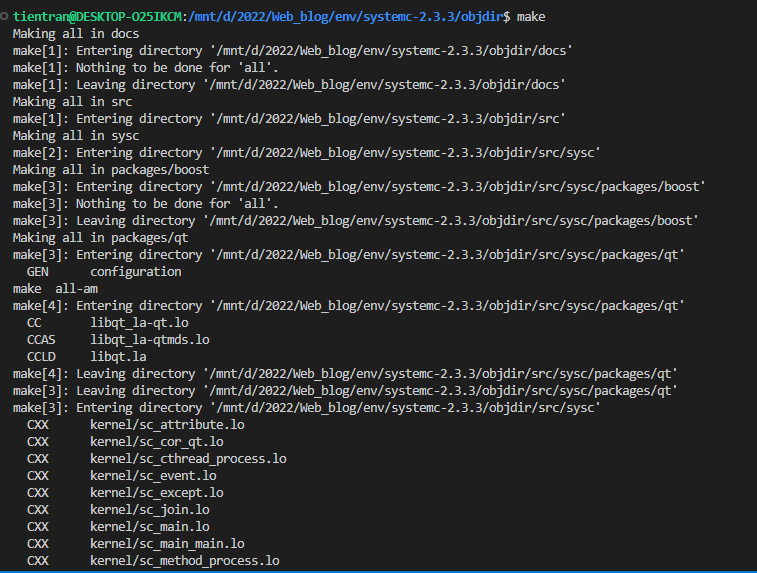 tientran@DESKTOP-O25IKCM:/mnt/d/2022/Web_blog/env/systemc-2.3.3/objdir$ make
Making all in docs
make[1]: Entering directory '/mnt/d/2022/Web_blog/env/systemc-2.3.3/objdir/docs'
make[1]: Nothing to be done for 'all'.
make[1]: Leaving directory '/mnt/d/2022/Web_blog/env/systemc-2.3.3/objdir/docs'
Making all in src
make[1]: Entering directory '/mnt/d/2022/Web_blog/env/systemc-2.3.3/objdir/src'
Making all in sysc
make[2]: Entering directory '/mnt/d/2022/Web_blog/env/systemc-2.3.3/objdir/src/sysc'
Making all in packages/boost
make[3]: Entering directory '/mnt/d/2022/Web_blog/env/systemc-2.3.3/objdir/src/sysc/packages/boost'
make[3]: Nothing to be done for 'all'.
make[3]: Leaving directory '/mnt/d/2022/Web_blog/env/systemc-2.3.3/objdir/src/sysc/packages/boost'
Making all in packages/qt
make[3]: Entering directory '/mnt/d/2022/Web_blog/env/systemc-2.3.3/objdir/src/sysc/packages/qt'
  GEN      configuration
make  all-am
make[4]: Entering directory '/mnt/d/2022/Web_blog/env/systemc-2.3.3/objdir/src/sysc/packages/qt'
  CC       libqt_la-qt.lo
  CCAS     libqt_la-qtmds.lo
  CCLD     libqt.la
make[4]: Leaving directory '/mnt/d/2022/Web_blog/env/systemc-2.3.3/objdir/src/sysc/packages/qt'
make[3]: Leaving directory '/mnt/d/2022/Web_blog/env/systemc-2.3.3/objdir/src/sysc/packages/qt'
make[3]: Entering directory '/mnt/d/2022/Web_blog/env/systemc-2.3.3/objdir/src/sysc'
  CXX      kernel/sc_attribute.lo
  CXX      kernel/sc_cor_qt.lo
  CXX      kernel/sc_cthread_process.lo
  CXX      kernel/sc_event.lo
  CXX      kernel/sc_except.lo
  CXX      kernel/sc_join.lo
  CXX      kernel/sc_main.lo
  CXX      kernel/sc_main_main.lo
  CXX      kernel/sc_method_process.lo